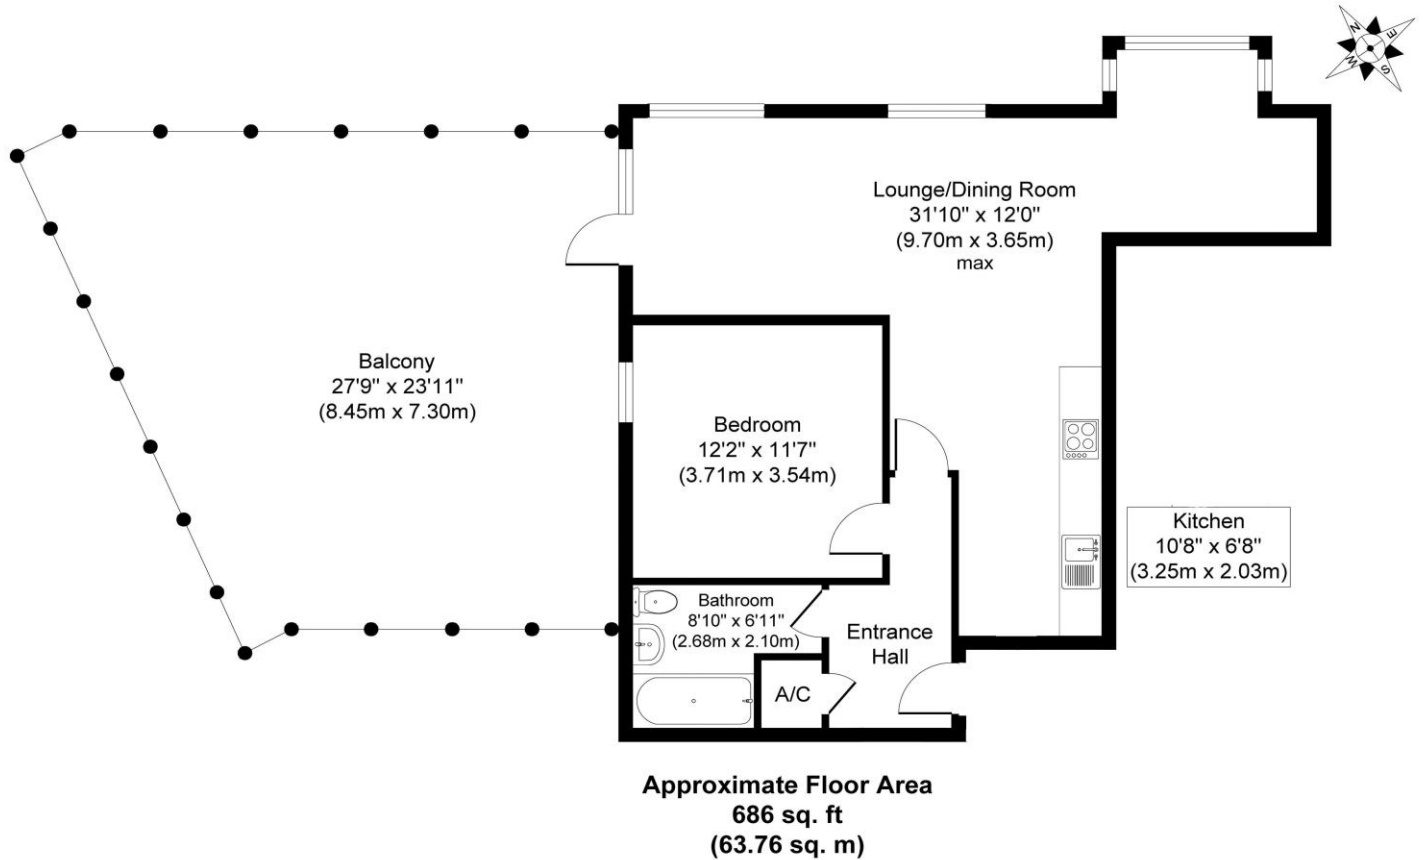 N
E
W
S
Lounge/Dining Room
31'10" x 12'0"
(9.70m x 3.65m)
max
Balcony
27'9" x 23'11"
(8.45m x 7.30m)
Bedroom
12'2" x 11'7"
(3.71m x 3.54m)
Kitchen
10'8" x 6'8"
(3.25m x 2.03m)
Bathroom
8'10" x 6'11"
(2.68m x 2.10m)
Entrance
Hall
A/C
Approximate Floor Area
686 sq. ft
(63.76 sq. m)